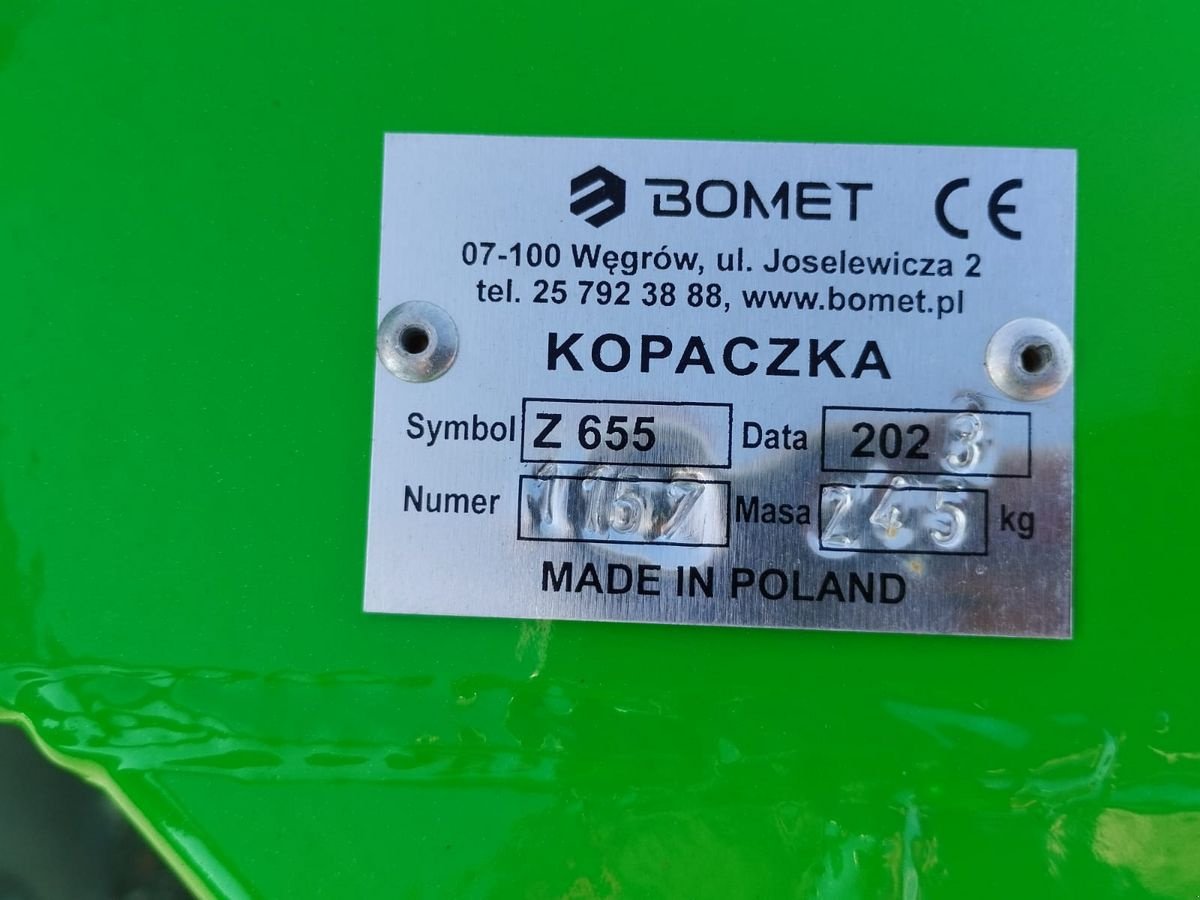 BOMET CE
07-100 Węgrów, ul. Joselewicza 2
tel. 25 792 38 88, www.bomet.pl
KOPACZKA
Symbol Z 655 Data 2023
Numer 1167 Masa 245 kg
MADE IN POLAND